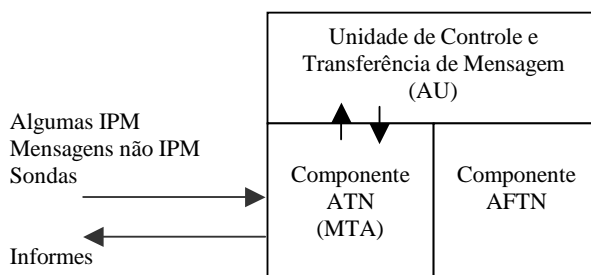 Unidade de Controle e
Transferência de Mensagem
(AU)
Algumas IPM
Mensagens não IPM
Sondas
Informes
Componente
ATN
(MTA)
Componente
AFTN